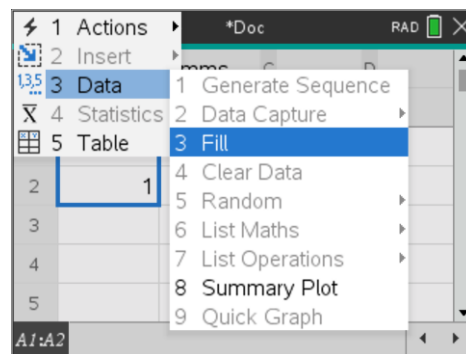 1 Actions
*Doc
RAD
2 Insert
3 Data
4 Statistics
5 Table
1 Generate Sequence
2 Data Capture
3 Fill
4 Clear Data
5 Random
6 List Maths
7 List Operations
8 Summary Plot
9 Quick Graph
2
1
3
4
5
A1:A2